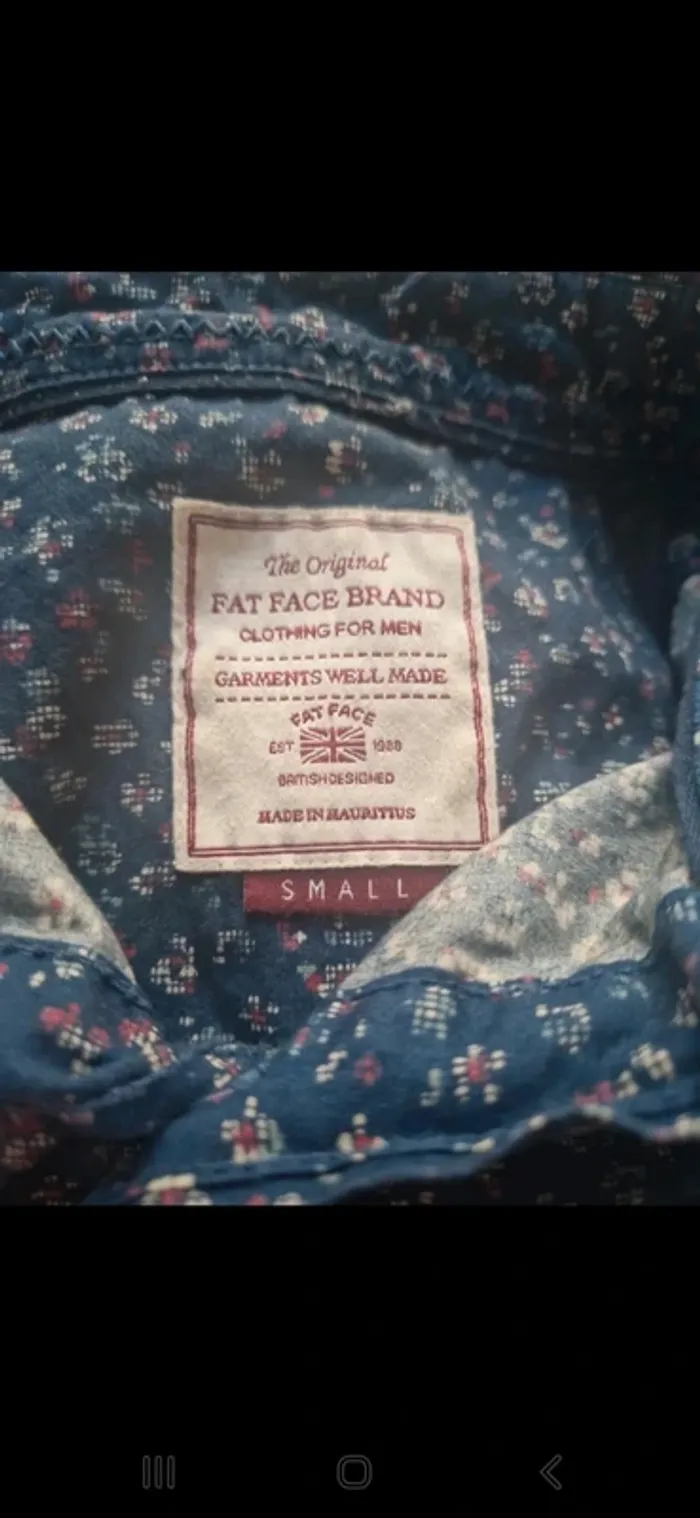 The Original
FAT FACE BRAND
CLOTHING FOR MEN
GARMENTS WELL MADE
FAT FACE
EST 1988
BRITISH DESIGNED
MADE IN MAURITIUS
SMALL